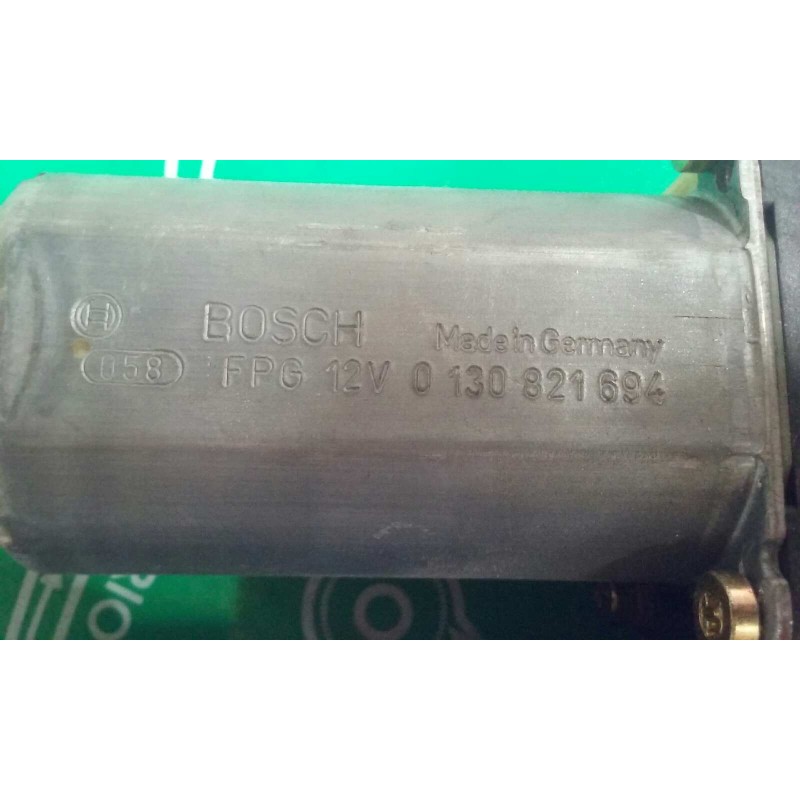 BOSCH Made in Germany
058 FPG 12V 0 130 821 694